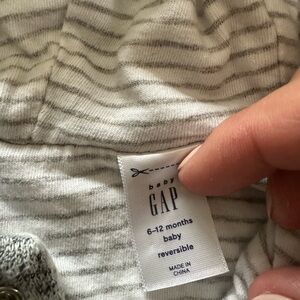 baby
GAP
6-12 months
baby
reversible
MADE IN
CHINA